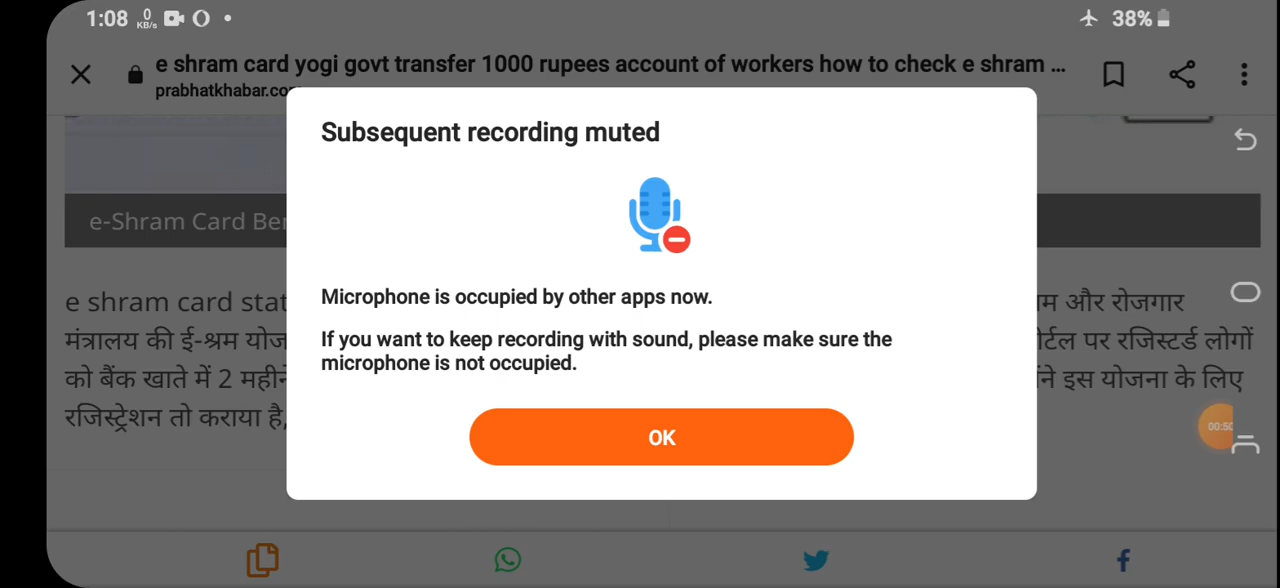 1:08 0 KB/s 38%
e shram card yogi govt transfer 1000 rupees account of workers how to check e shram ...
prabhatkhabar.co
Subsequent recording muted
e-Shram Card Be
Microphone is occupied by other apps now.
e shram card stat और रोजगार
If you want to keep recording with sound, please make sure the
मंत्रालय की ई-श्रम पर रजिस्टर्ड लोगों
microphone is not occupied.
को बैंक खाते में 2 इस योजना के लिए
रजिस्ट्रेशन तो कराया है,
OK
00:50